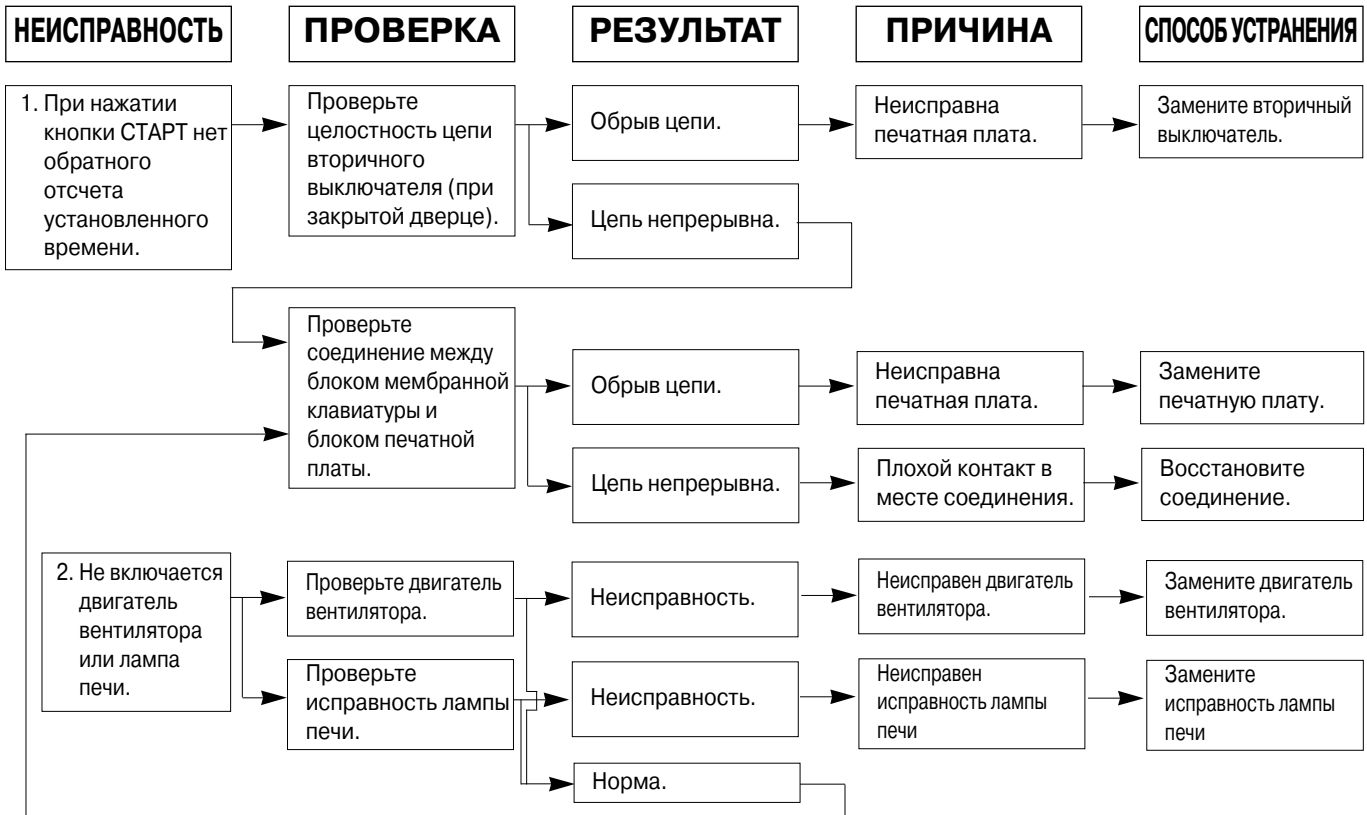 НЕИСПРАВНОСТЬ
ПРОВЕРКА
РЕЗУЛЬТАТ
ПРИЧИНА
СПОСОБ УСТРАНЕНИЯ
1. При нажатии
кнопки СТАРТ нет
обратного
отсчета
установленного
времени.
Проверьте
целостность цепи
вторичного
выключателя (при
закрытой дверце).
Обрыв цепи.
Неисправна
печатная плата.
Замените вторичный
выключатель.
Цепь непрерывна.
Проверьте
соединение между
блоком мембранной
клавиатуры и
блоком печатной
платы.
Обрыв цепи.
Неисправна
печатная плата.
Замените
печатную плату.
Цепь непрерывна.
Плохой контакт в
месте соединения.
Восстановите
соединение.
2. Не включается
двигатель
вентилятора
или лампа
печи.
Проверьте двигатель
вентилятора.
Неисправность.
Неисправен двигатель
вентилятора.
Замените двигатель
вентилятора.
Проверьте
исправность лампы
печи.
Неисправность.
Неисправен
исправность лампы
печи
Замените
исправность лампы
печи
Норма.